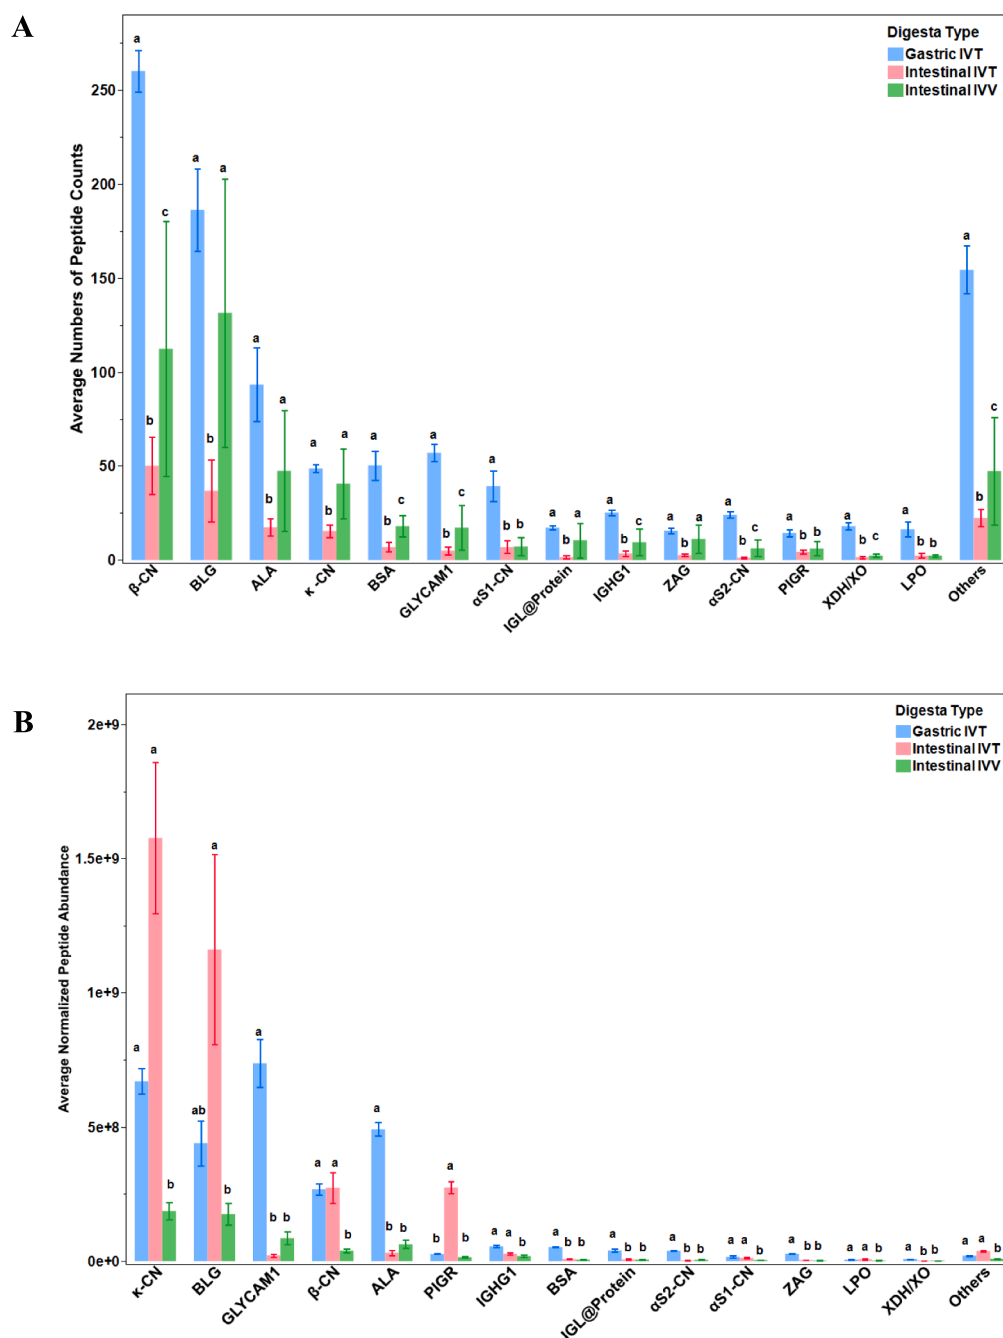 A
Digesta Type
Gastric IVT
Intestinal IVT
Intestinal IVV
Average Numbers of Peptide Counts
250
200
150
100
50
0
a b c
a b a
a b a
a b a
a b c
a b c
a b b
a b a
a b c
a b a
a b c
a b b
a b c
a b b
a b c
β-CN
BLG
ALA
κ -CN
BSA
GLYCAM1
αS1-CN
IGL@Protein
IGHG1
ZAG
αS2-CN
PIGR
XDH/XO
LPO
Others
B
Digesta Type
Gastric IVT
Intestinal IVT
Intestinal IVV
Average Normalized Peptide Abundance
2e+9
1.5e+9
1e+9
5e+8
0e+0
a a b
ab a b
a b b
a a b
a b b
b a b
a a b
a b b
a b b
a b b
a a b
a b b
a a b
a b b
a a b
κ-CN
BLG
GLYCAM1
β-CN
ALA
PIGR
IGHG1
BSA
IGL@Protein
αS2-CN
αS1-CN
ZAG
LPO
XDH/XO
Others